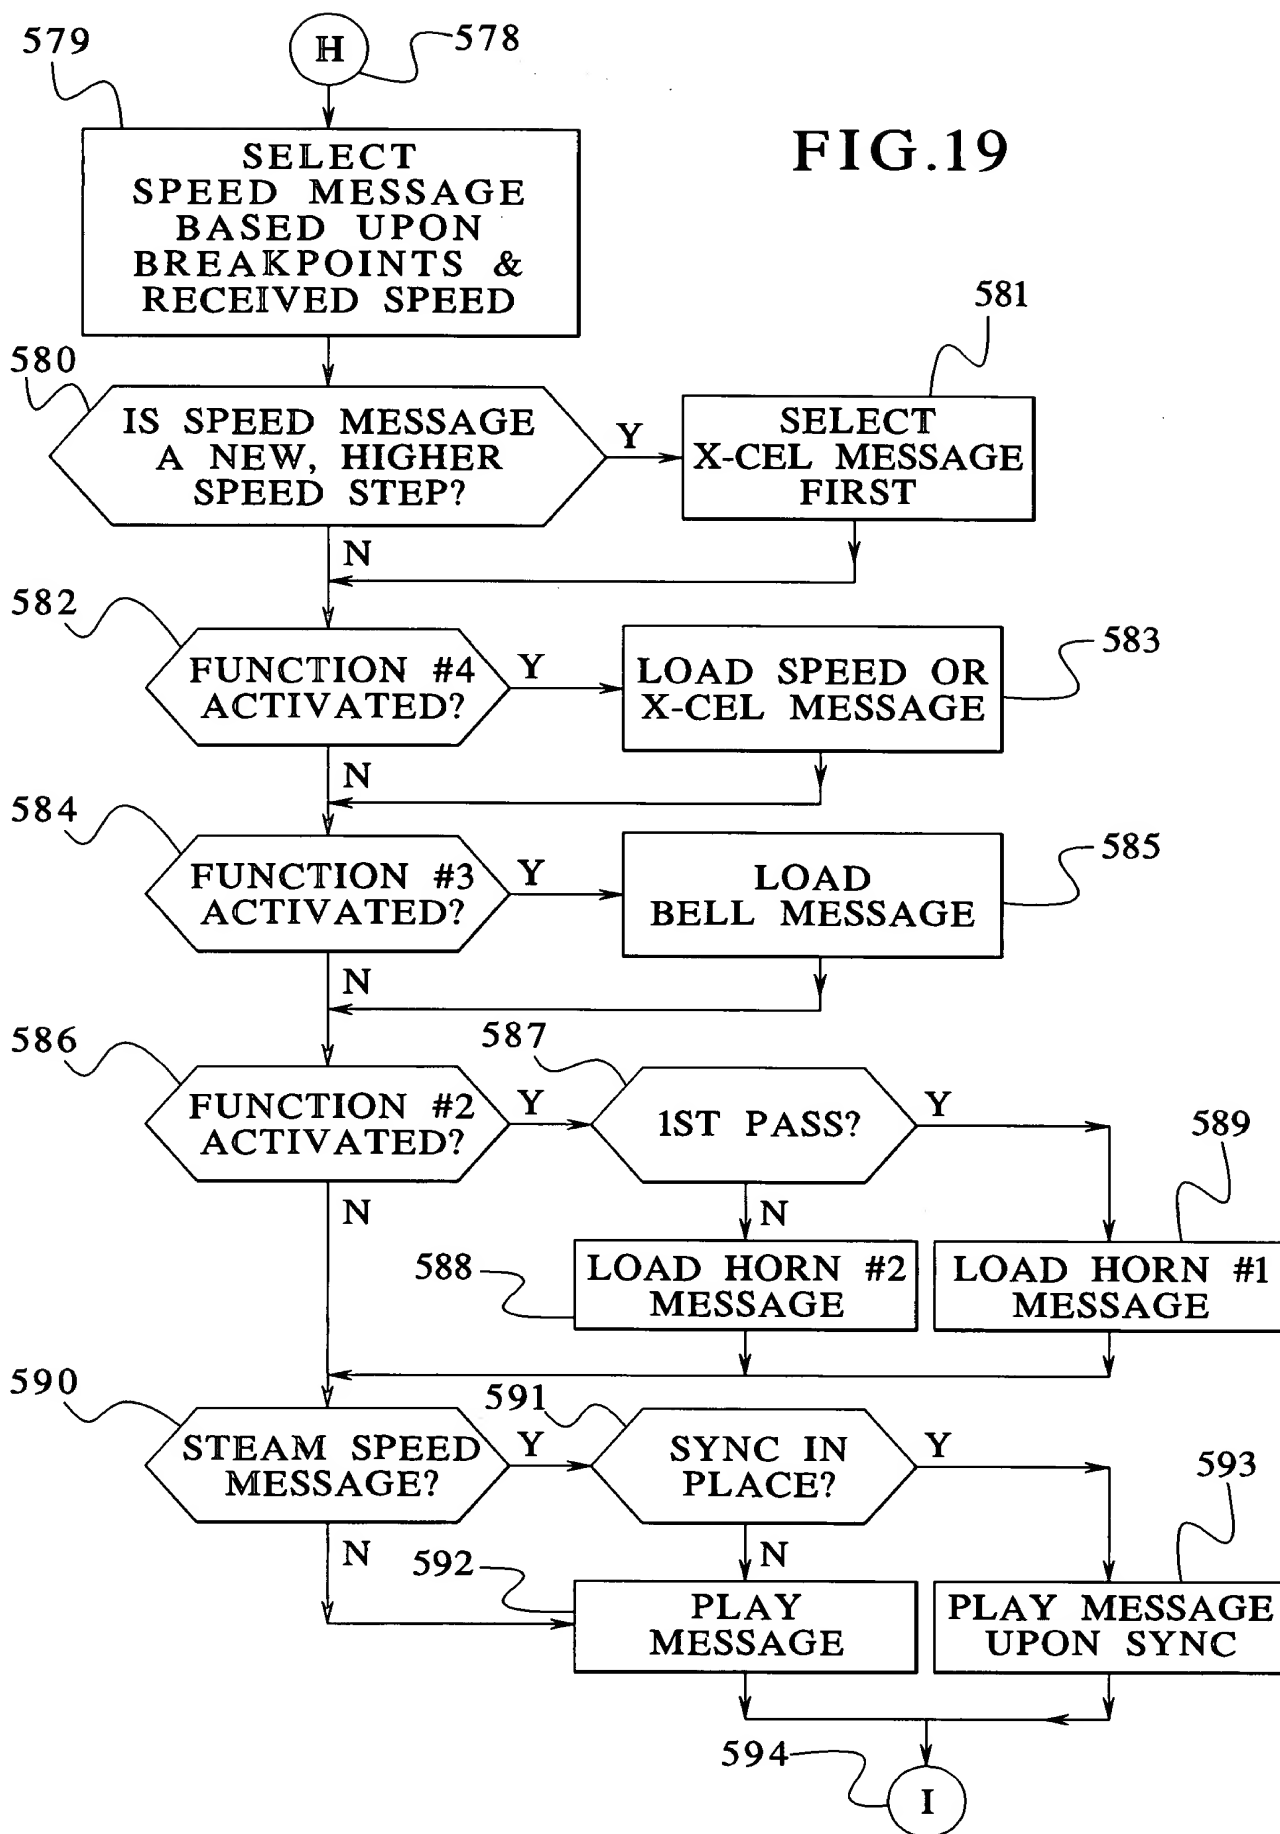 579
H
578
FIG.19
SELECT
SPEED MESSAGE
BASED UPON
BREAKPOINTS &
RECEIVED SPEED
581
580
IS SPEED MESSAGE
A NEW, HIGHER
SPEED STEP?
Y
SELECT
X-CEL MESSAGE
FIRST
N
582
583
FUNCTION #4
ACTIVATED?
Y
LOAD SPEED OR
X-CEL MESSAGE
N
584
585
FUNCTION #3
ACTIVATED?
Y
LOAD
BELL MESSAGE
N
586
587
FUNCTION #2
ACTIVATED?
Y
1ST PASS?
Y
589
N
N
588
LOAD HORN #2
MESSAGE
LOAD HORN #1
MESSAGE
590
591
STEAM SPEED
MESSAGE?
Y
SYNC IN
PLACE?
Y
593
N
N
592
PLAY
MESSAGE
PLAY MESSAGE
UPON SYNC
594
I